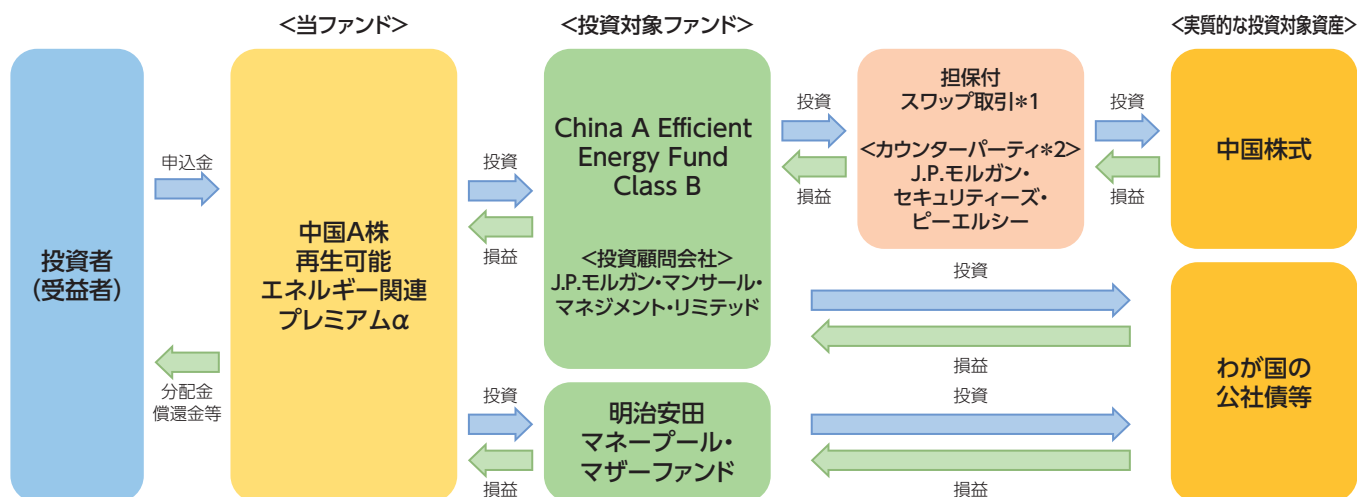 <当ファンド>
<投資対象ファンド>
<実質的な投資対象資産>
投資者
(受益者)
申込金
分配金
償還金等
中国A株
再生可能
エネルギー関連
プレミアムα
投資
損益
投資
損益
China A Efficient
Energy Fund
Class B
<投資顧問会社>
J.P.モルガン・マンサール・
マネジメント・リミテッド
明治安田
マネープール・
マザーファンド
投資
損益
担保付
スワップ取引*1
<カウンターパーティ*2>
J.P.モルガン・
セキュリティーズ・
ピーエルシー
投資
損益
中国株式
投資
損益
投資
損益
わが国の
公社債等